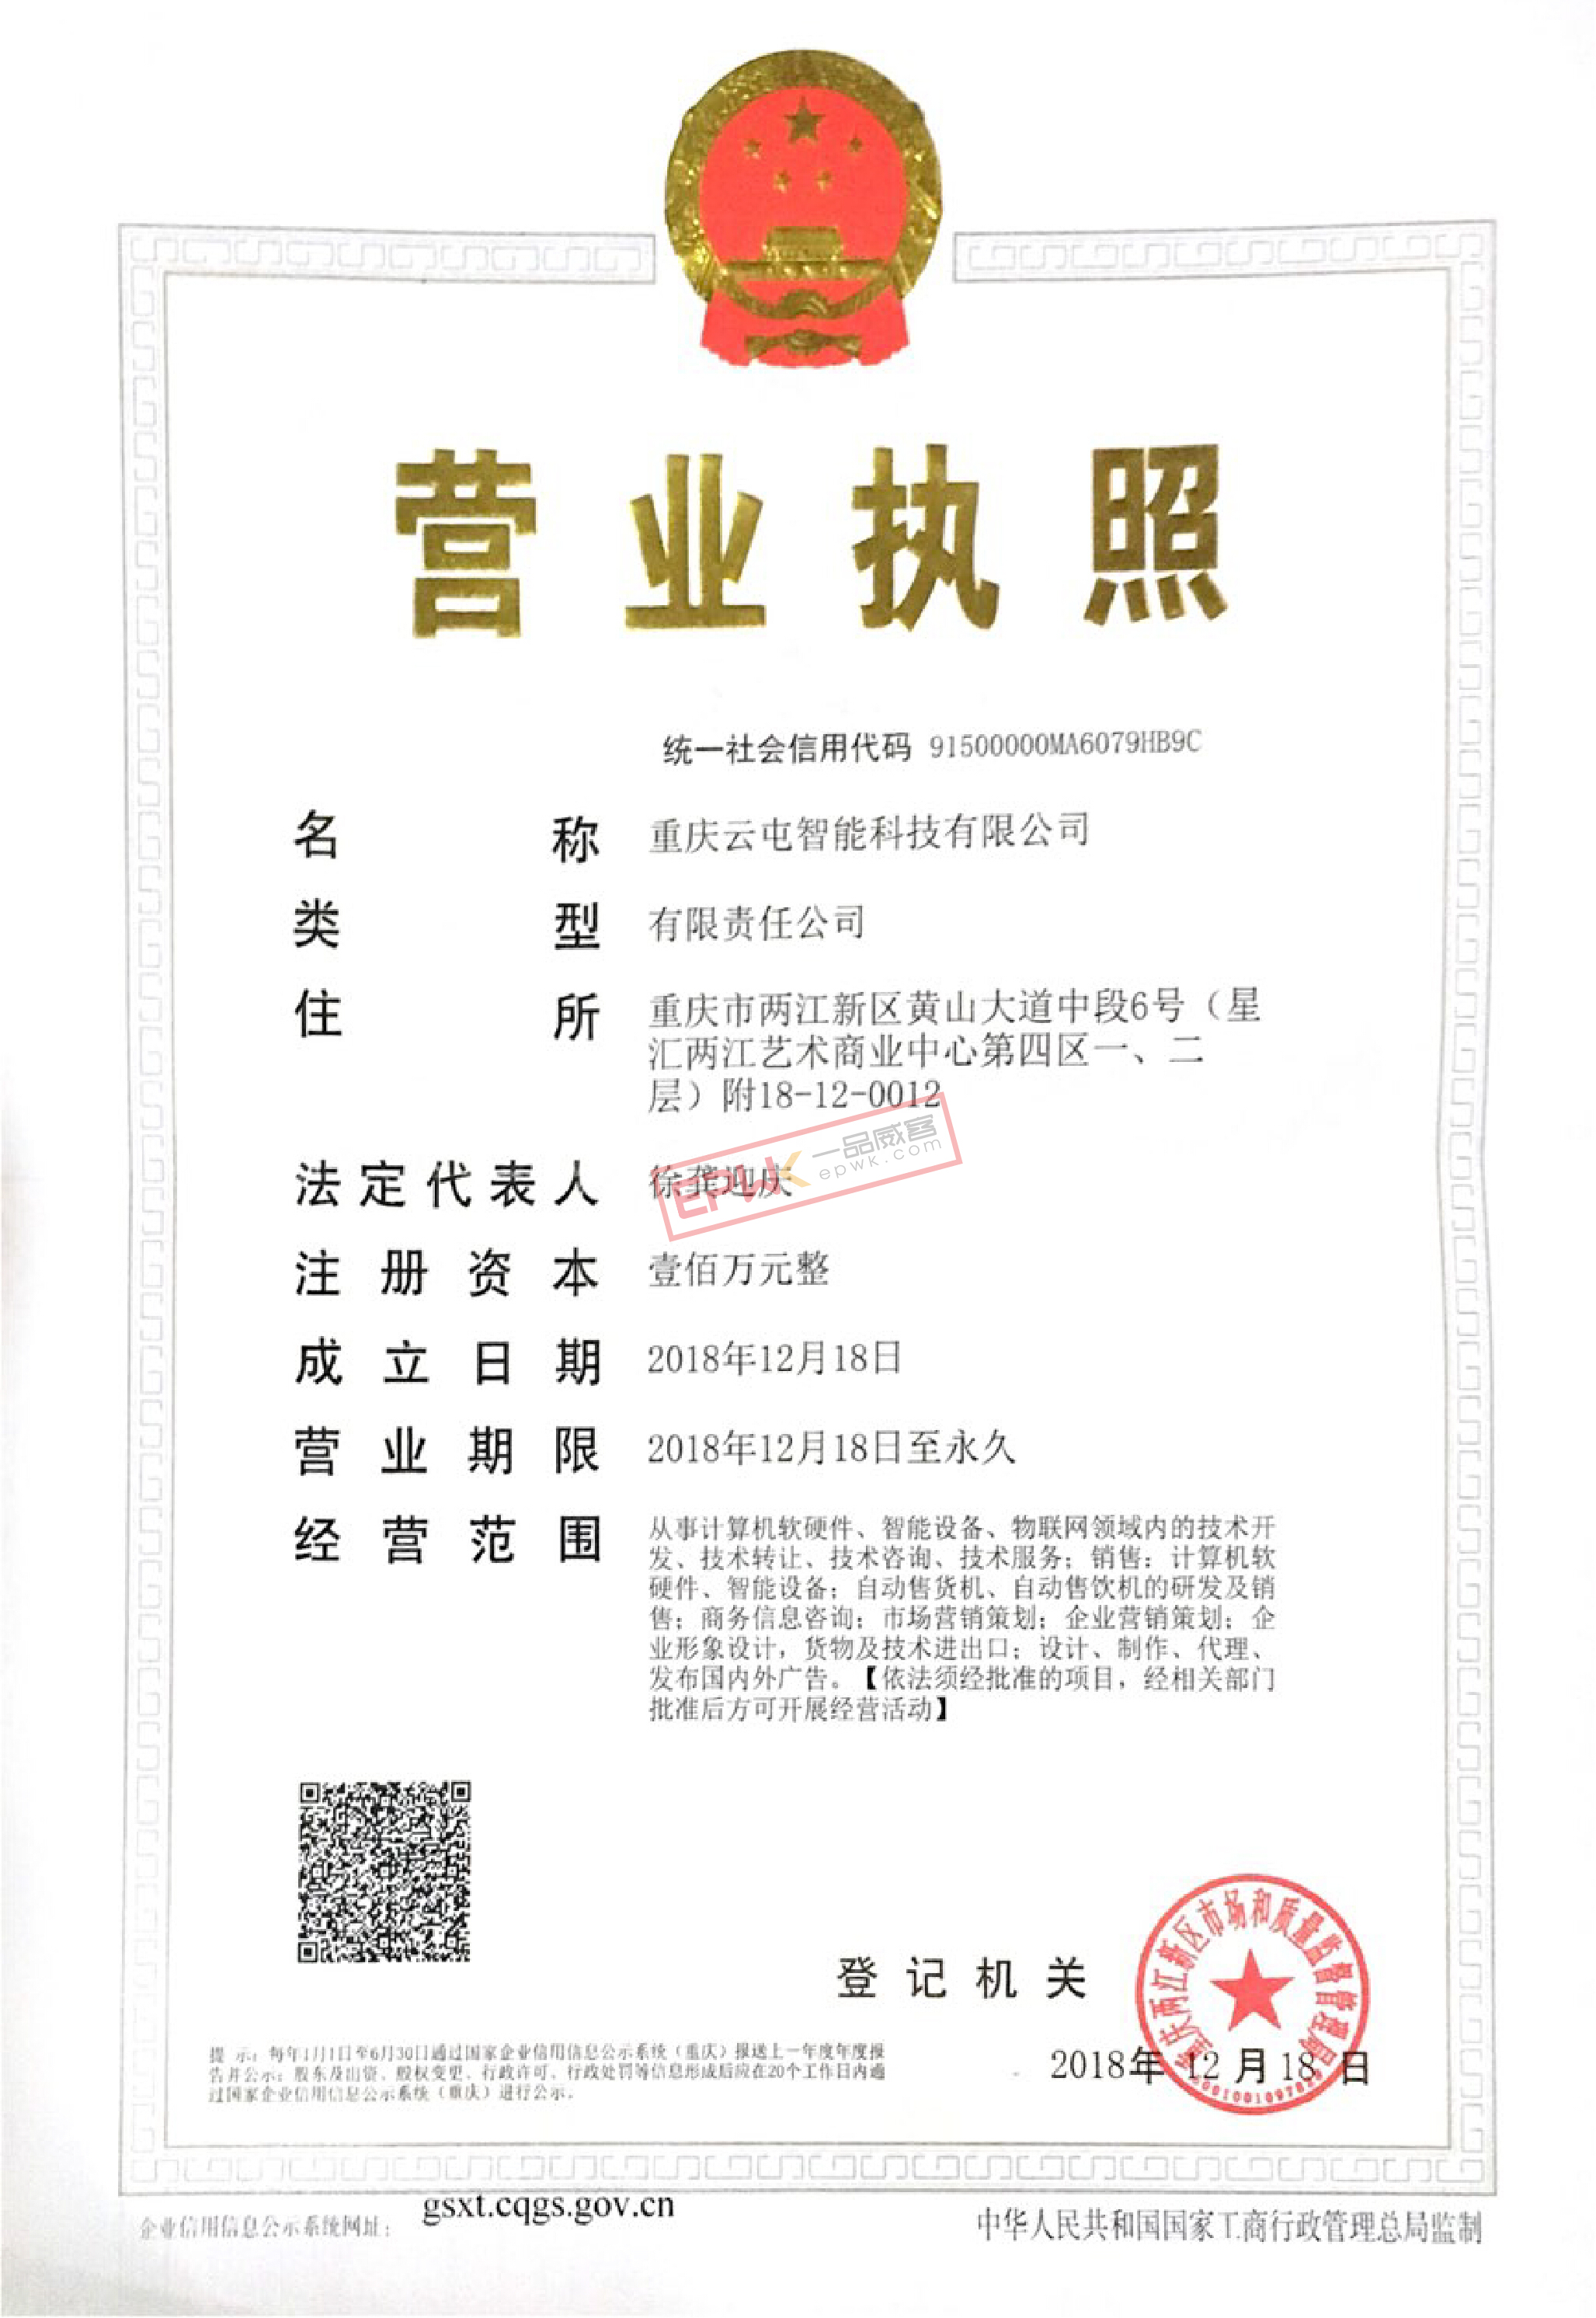 营业执照
统一社会信用代码 91500000MA6079HB9C
名称 重庆云屯智能科技有限公司
类型 有限责任公司
住所 重庆市两江新区黄山大道中段6号（星
汇两江艺术商业中心第四区一、二
层）附18-12-0012
一品威客
EPWK epwk.com
法定代表人 徐龚迎庆
注册资本 壹佰万元整
成立日期 2018年12月18日
营业期限 2018年12月18日至永久
经营范围 从事计算机软硬件、智能设备、物联网领域内的技术开
发、技术转让、技术咨询、技术服务；销售：计算机软
硬件、智能设备；自动售货机、自动售饮机的研发及销
售；商务信息咨询；市场营销策划；企业营销策划；企
业形象设计，货物及技术进出口；设计、制作、代理、
发布国内外广告。【依法须经批准的项目，经相关部门
批准后方可开展经营活动】
登记机关
重庆两江新区市场和质量监督管理局
2018年12月18日
提示：每年1月1日至6月30日通过国家企业信用信息公示系统（重庆）报送上一年度年度报
告并公示；股东及出资、股权变更、行政许可、行政处罚等信息形成后应在20个工作日内通
过国家企业信用信息公示系统（重庆）进行公示。
企业信用信息公示系统网址： gsxt.cqgs.gov.cn
中华人民共和国国家工商行政管理总局监制